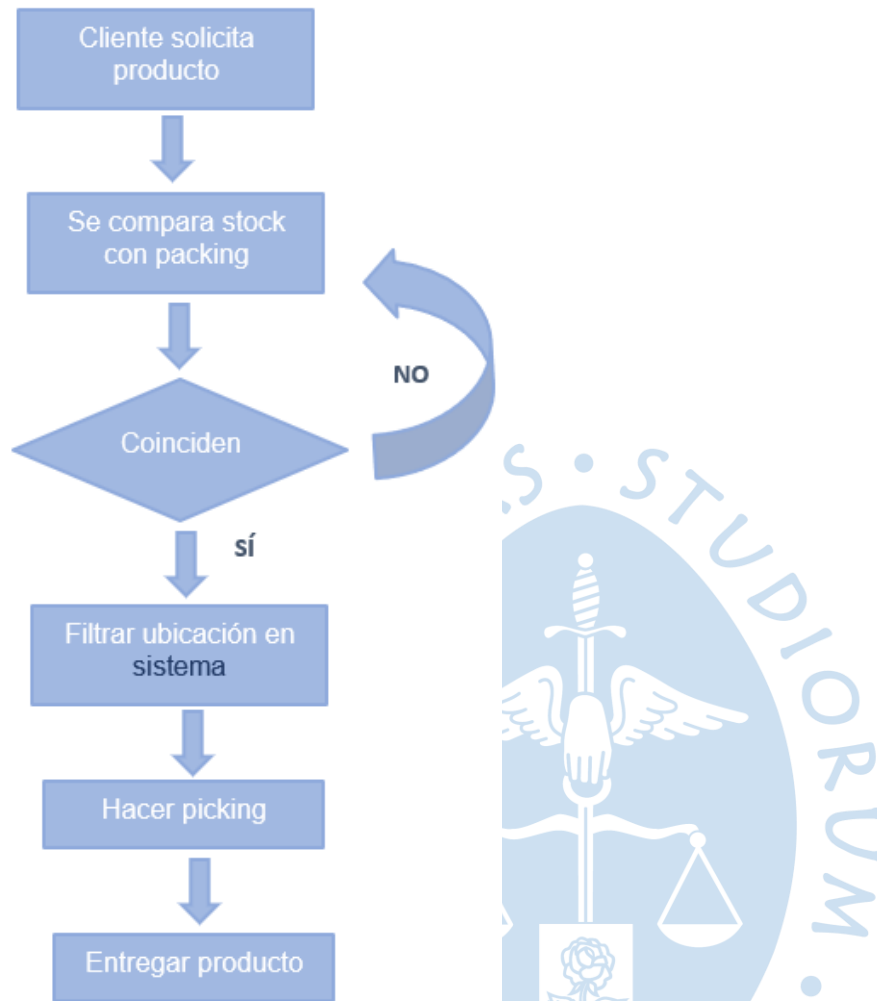 Cliente solicita
producto
Se compara stock
con packing
NO
Coinciden
SÍ
Filtrar ubicación en
sistema
Hacer picking
Entregar producto
S • STUDIORUM •